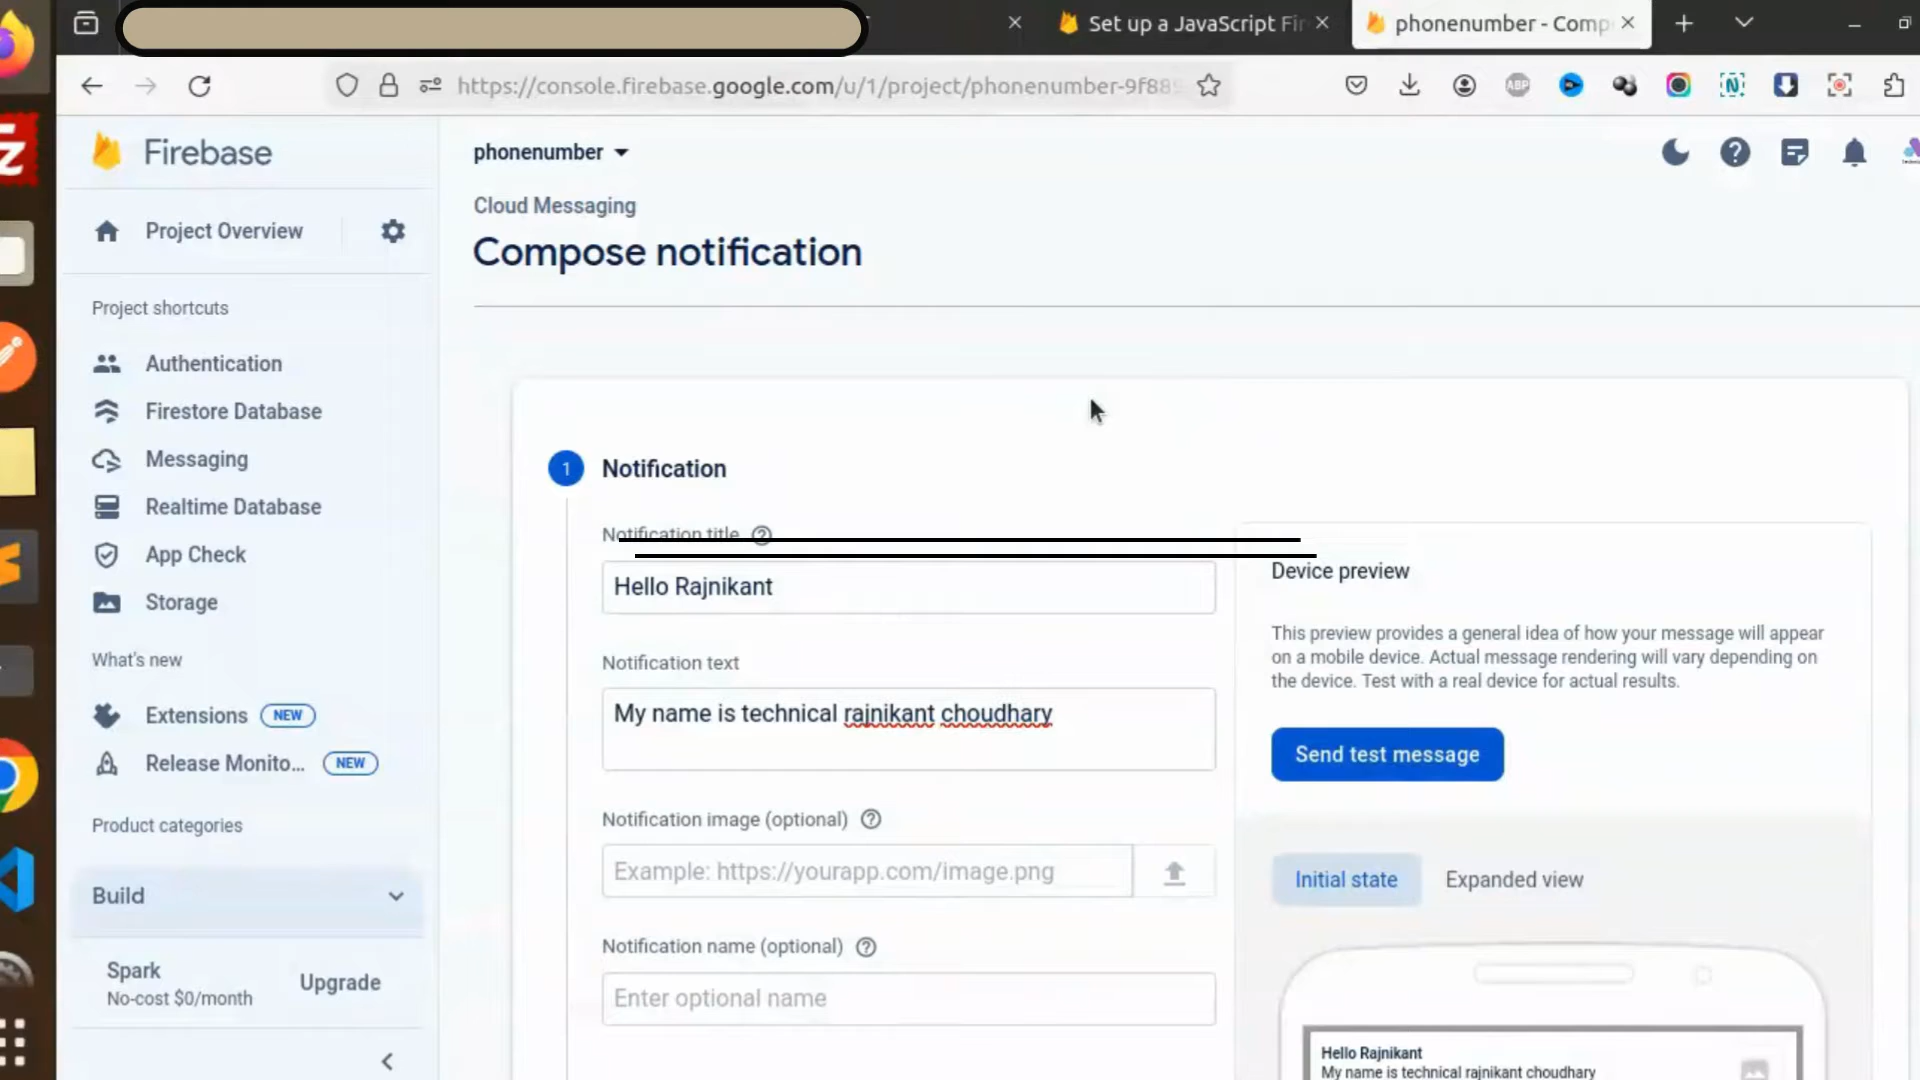 Set up a JavaScript Fir
phonenumber - Comp
https://console.firebase.google.com/u/1/project/phonenumber-9f889
ABP
N
Firebase
phonenumber
Cloud Messaging
Compose notification
Project Overview
Project shortcuts
Authentication
Firestore Database
Messaging
Realtime Database
App Check
Storage
What's new
Extensions NEW
Release Monito... NEW
Product categories
Build
Spark
No-cost $0/month
Upgrade
1 Notification
Notification title
Hello Rajnikant
Notification text
My name is technical rajnikant choudhary
Notification image (optional)
Example: https://yourapp.com/image.png
Notification name (optional)
Enter optional name
Device preview
This preview provides a general idea of how your message will appear
on a mobile device. Actual message rendering will vary depending on
the device. Test with a real device for actual results.
Send test message
Initial state
Expanded view
Hello Rajnikant
My name is technical rajnikant choudhary